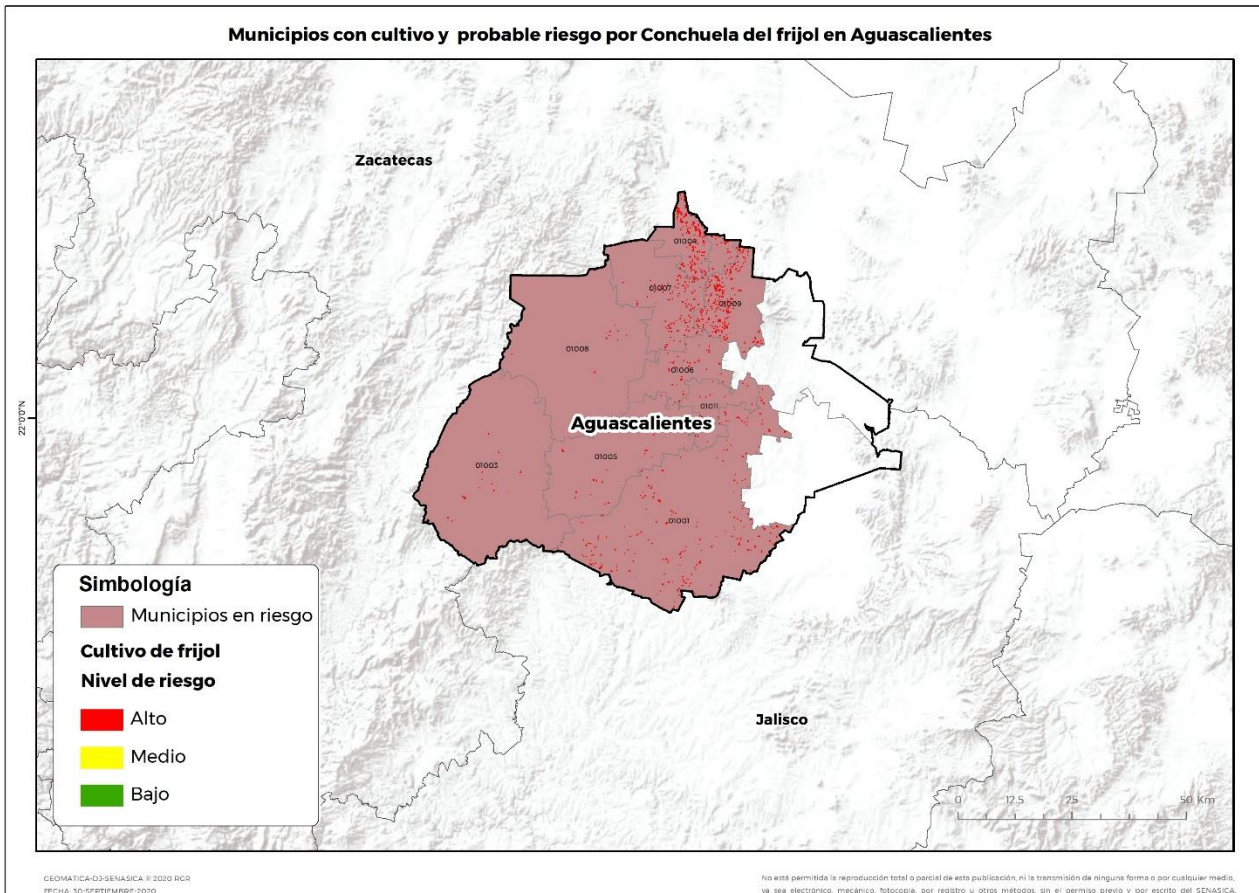 Municipios con cultivo y probable riesgo por Conchuela del frijol en Aguascalientes
Zacatecas
01004
01007
01009
01008
01006
01011
Aguascalientes
22°0'0"N
01003
01005
01001
Simbología
Municipios en riesgo
Cultivo de frijol
Nivel de riesgo
Alto
Medio
Bajo
Jalisco
0 12.5 25 50 Km
GEOMATICA-DJ-SENASICA © 2020 RGR
FECHA 30-SEPTIEMBRE-2020
No está permitida la reproducción total o parcial de esta publicación, ni la transmisión de ninguna forma o por cualquier medio,
ya sea electrónico, mecánico, fotocopia, por registro u otros métodos, sin el permiso previo y por escrito del SENASICA.